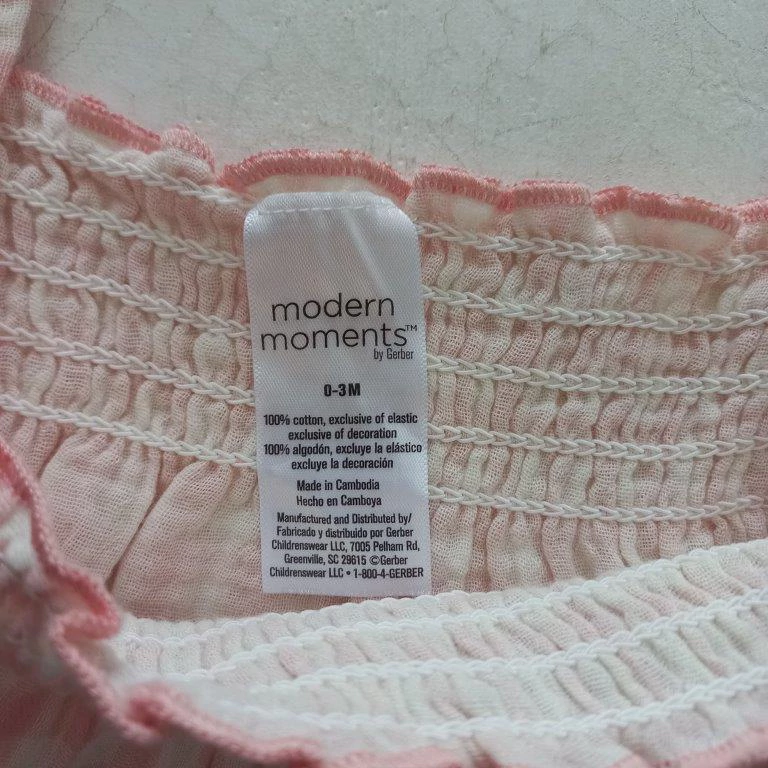 modern
moments™
by Gerber
0-3M
100% cotton, exclusive of elastic
exclusive of decoration
100% algodón, excluye la elástico
excluye la decoración
Made in Cambodia
Hecho en Camboya
Manufactured and Distributed by/
Fabricado y distribuido por Gerber
Childrenswear LLC, 7005 Pelham Rd,
Greenville, SC 29615 ©Gerber
Childrenswear LLC • 1-800-4-GERBER